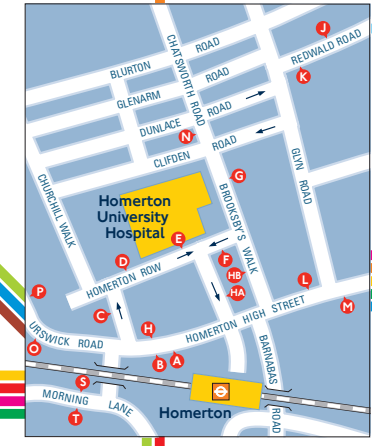 J
REDWALD ROAD
CHATSWORTH ROAD
BLURTON ROAD
K
GLENARM ROAD
DUNLACE ROAD
N
CLIFDEN ROAD
GLYN ROAD
G
CHURCHILL WALK
Homerton
University
Hospital
BROOKSBY'S WALK
E
D
F
HB
HOMERTON ROW
L
P
HA
M
C
H
HOMERTON HIGH STREET
URSWICK ROAD
O
B
A
BARNABAS ROAD
S
MORNING LANE
Homerton
T